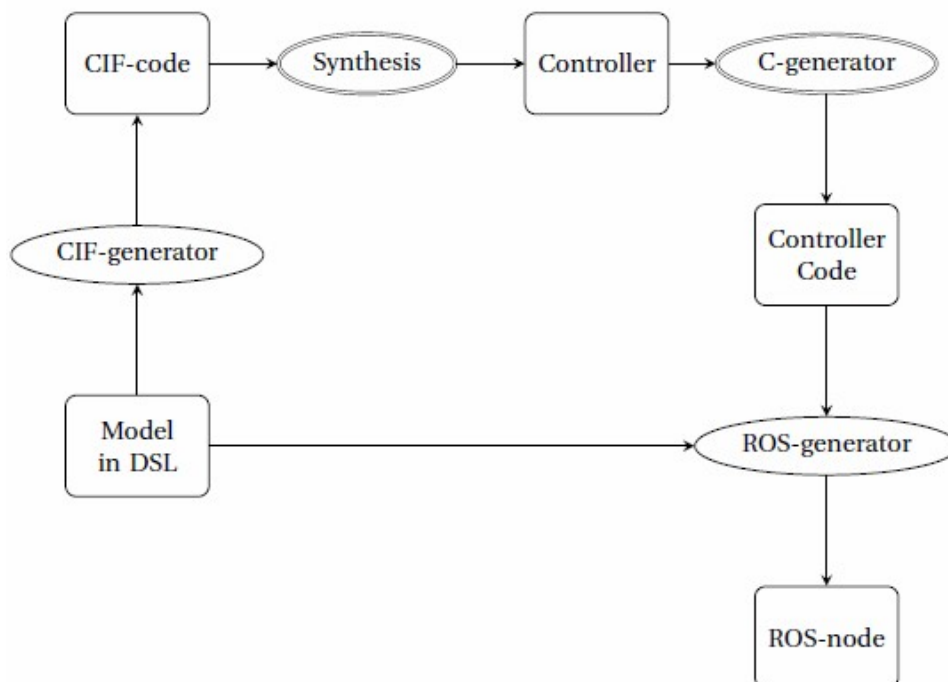 CIF-code
Synthesis
Controller
C-generator
CIF-generator
Controller
Code
Model
in DSL
ROS-generator
ROS-node